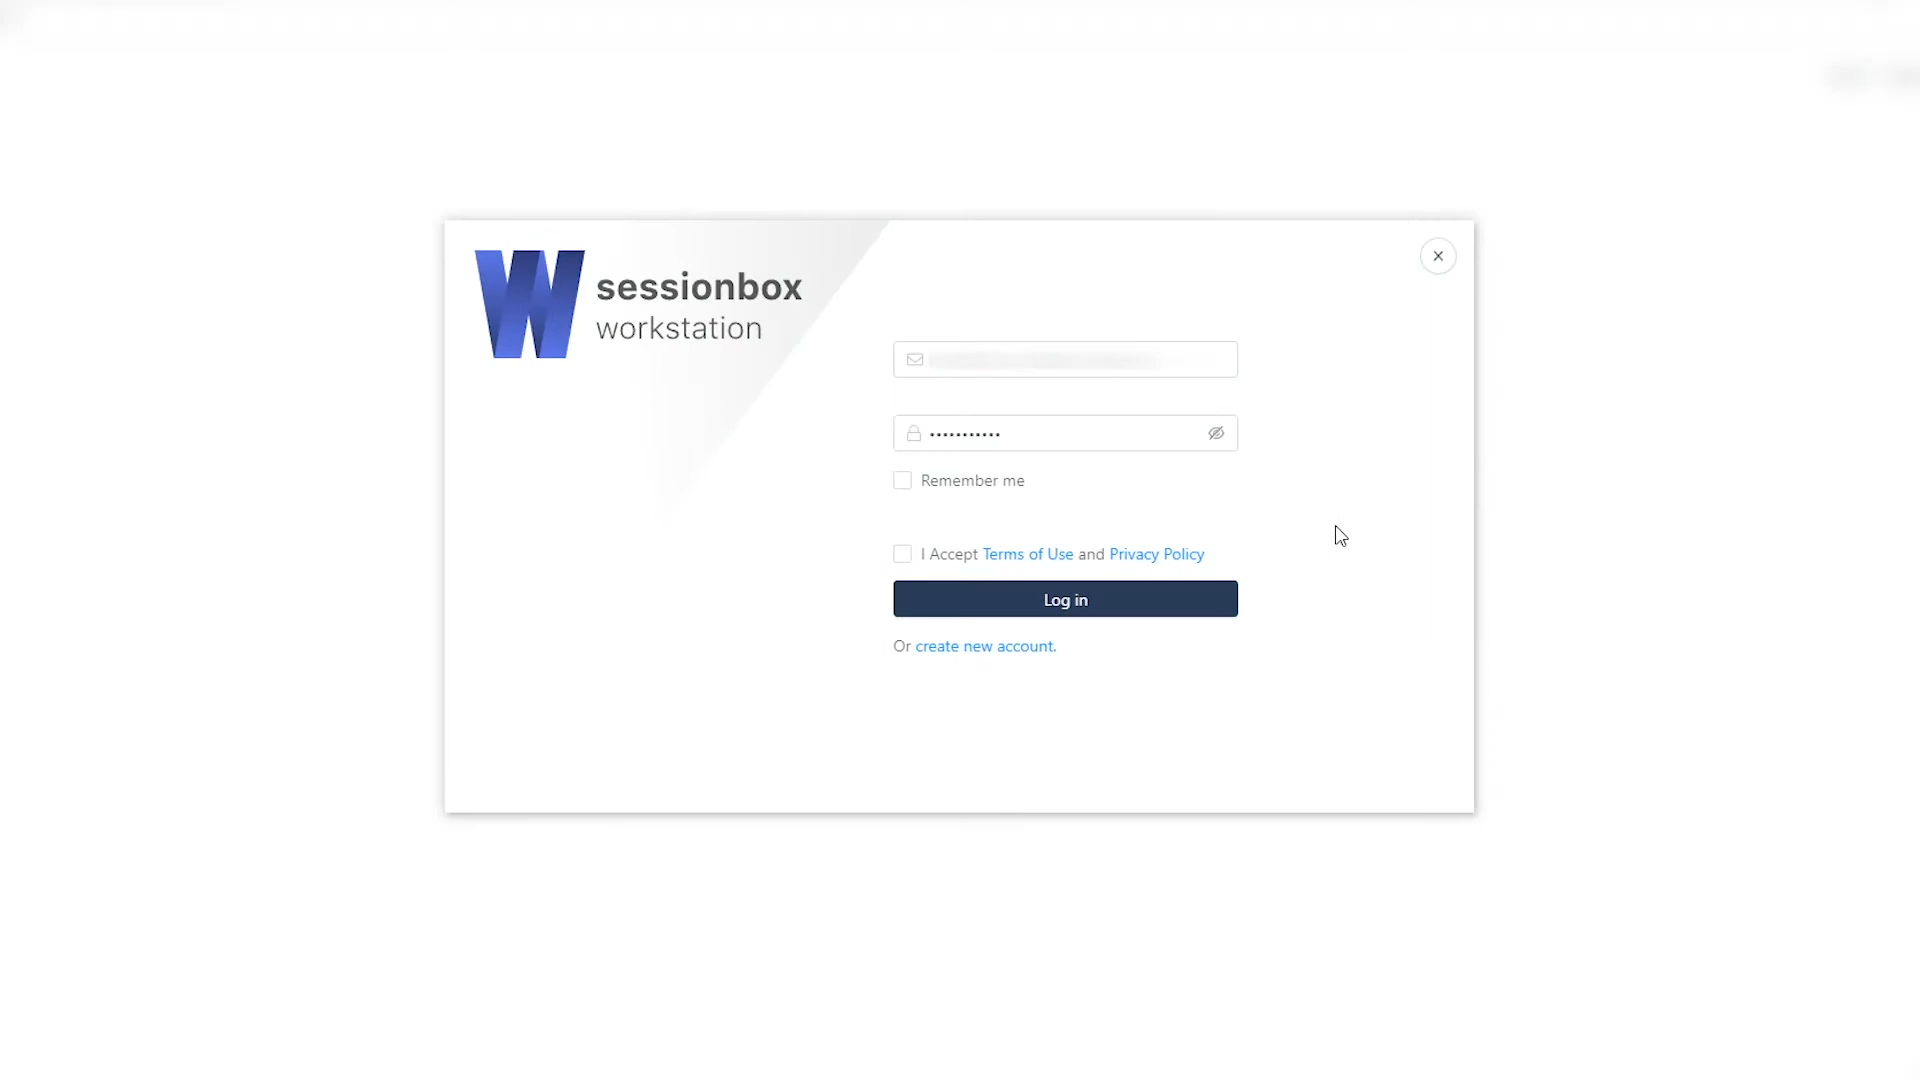 sessionbox
workstation
Remember me
I Accept Terms of Use and Privacy Policy
Log in
Or create new account.